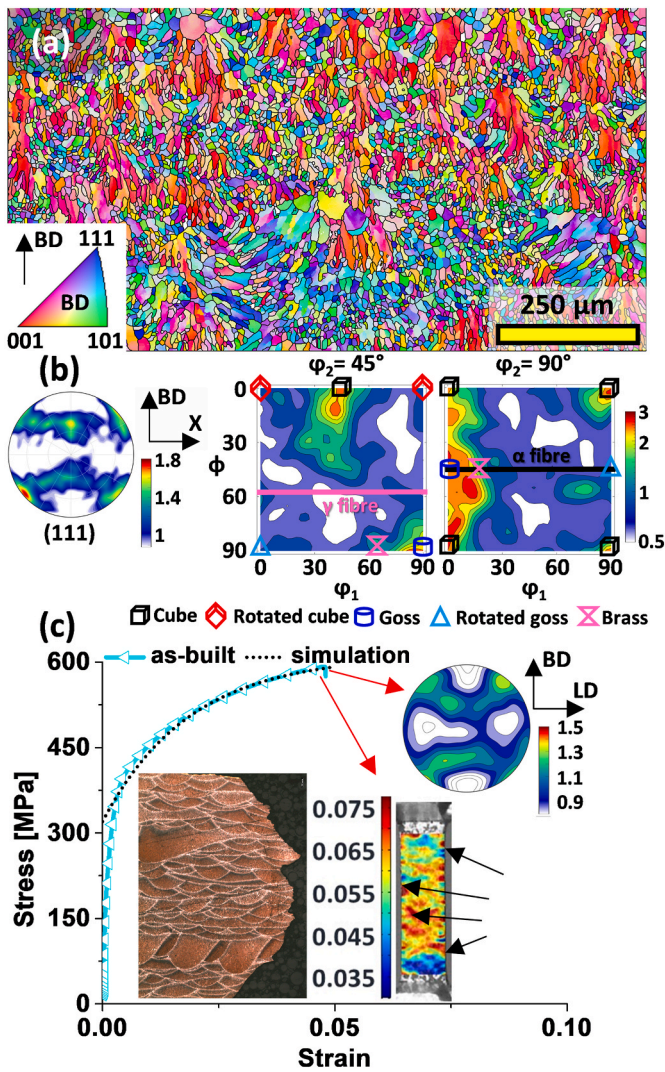 (a)
BD
111
BD
001
101
250 µm
(b)
φ2= 45°
φ2= 90°
BD
X
1.8
1.4
1
(111)
Φ
0
30
60
90
γ fibre
α fibre
3
2
1
0.5
0
30
60
90
0
30
60
90
φ1
φ1
Cube
Rotated cube
Goss
Rotated goss
Brass
(c)
as-built
simulation
BD
LD
1.5
1.3
1.1
0.9
600
450
300
150
0
Stress [MPa]
0.075
0.065
0.055
0.045
0.035
0.00
0.05
0.10
Strain